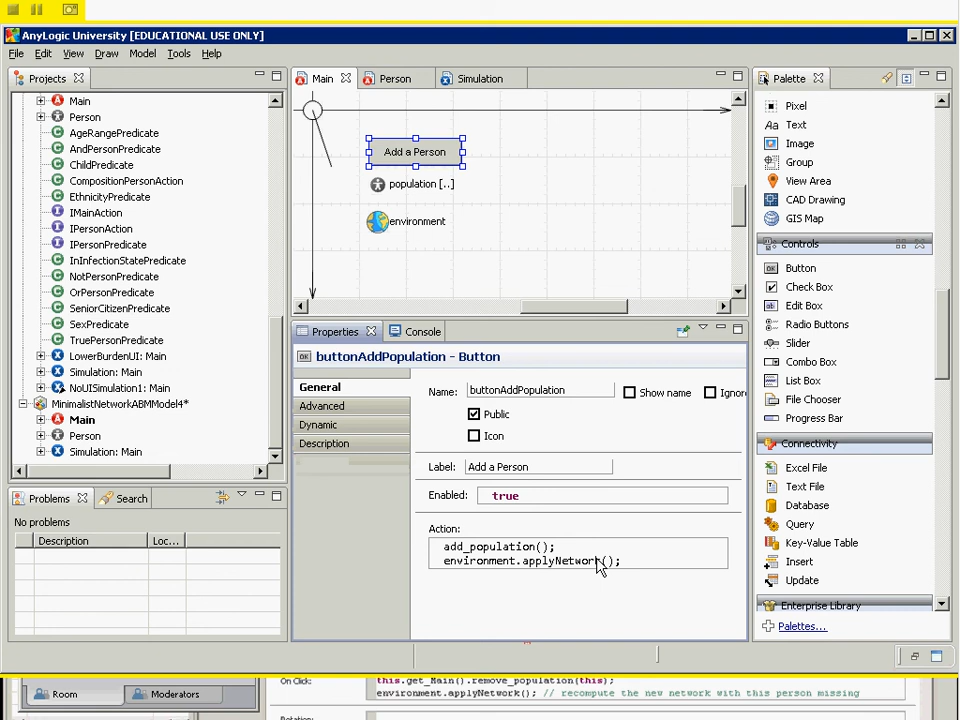 AnyLogic University [EDUCATIONAL USE ONLY]
File Edit View Draw Model Tools Help
Projects
Main
Person
AgeRangePredicate
AndPersonPredicate
ChildPredicate
CompositionPersonAction
EthnicityPredicate
IMainAction
IPersonAction
IPersonPredicate
InInfectionStatePredicate
NotPersonPredicate
OrPersonPredicate
SeniorCitizenPredicate
SexPredicate
TruePersonPredicate
LowerBurdenUI: Main
Simulation: Main
NoUISimulation1: Main
MinimalistNetworkABMModel4*
Main
Person
Simulation: Main
Problems Search
No problems
Description Loc...
Main Person Simulation
Add a Person
population [..]
environment
Properties Console
buttonAddPopulation - Button
General
Advanced
Dynamic
Description
Name: buttonAddPopulation Show name Ignor
Public
Icon
Label: Add a Person
Enabled: true
Action:
add_population();
environment.applyNetwork();
Palette
Pixel
Aa Text
Image
Group
View Area
CAD Drawing
GIS Map
Controls
OK Button
Check Box
Edit Box
Radio Buttons
Slider
Combo Box
List Box
File Chooser
Progress Bar
Connectivity
Excel File
Text File
Database
Query
Key-Value Table
Insert
Update
Enterprise Library
Palettes...
Room Moderators
On Click: this.get_Main().remove_population(this);
environment.applyNetwork(); // recompute the new network with this person missing
Rotation: